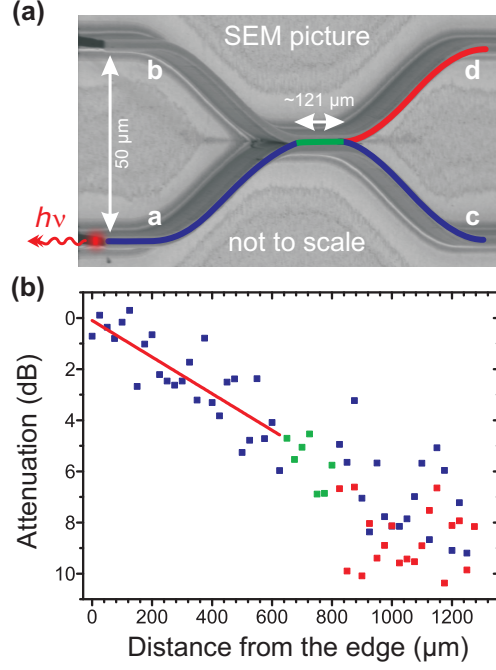 (a)
SEM picture
b
d
~121 µm
50 µm
a
c
hν
not to scale
(b)
0
2
4
6
8
10
Attenuation (dB)
0 200 400 600 800 1000 1200
Distance from the edge (µm)